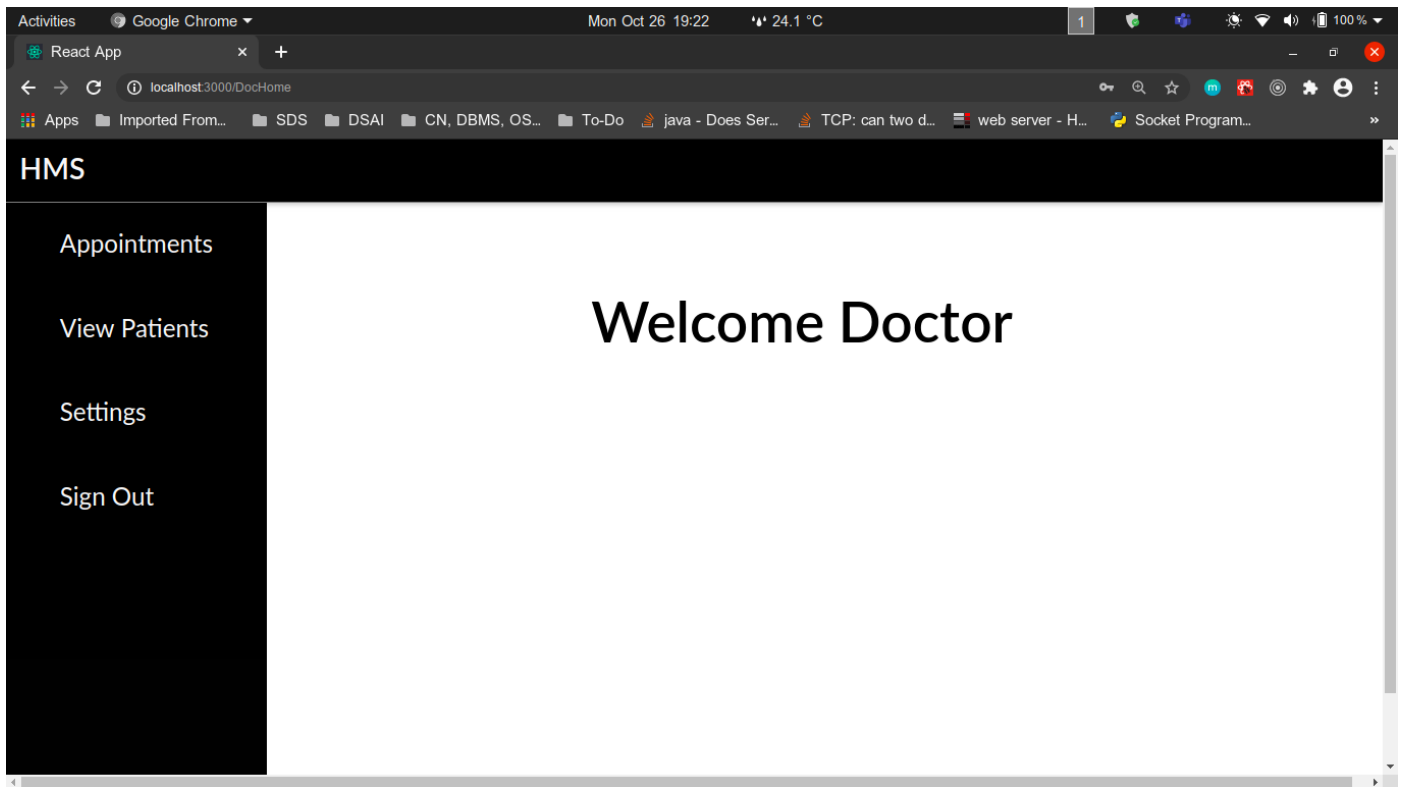 Activities Google Chrome Mon Oct 26 19:22 24.1 °C 1 100 %
React App
localhost:3000/DocHome
Apps Imported From... SDS DSAI CN, DBMS, OS... To-Do java - Does Ser... TCP: can two d... web server - H... Socket Program... »
HMS
Appointments
View Patients
Settings
Sign Out
Welcome Doctor